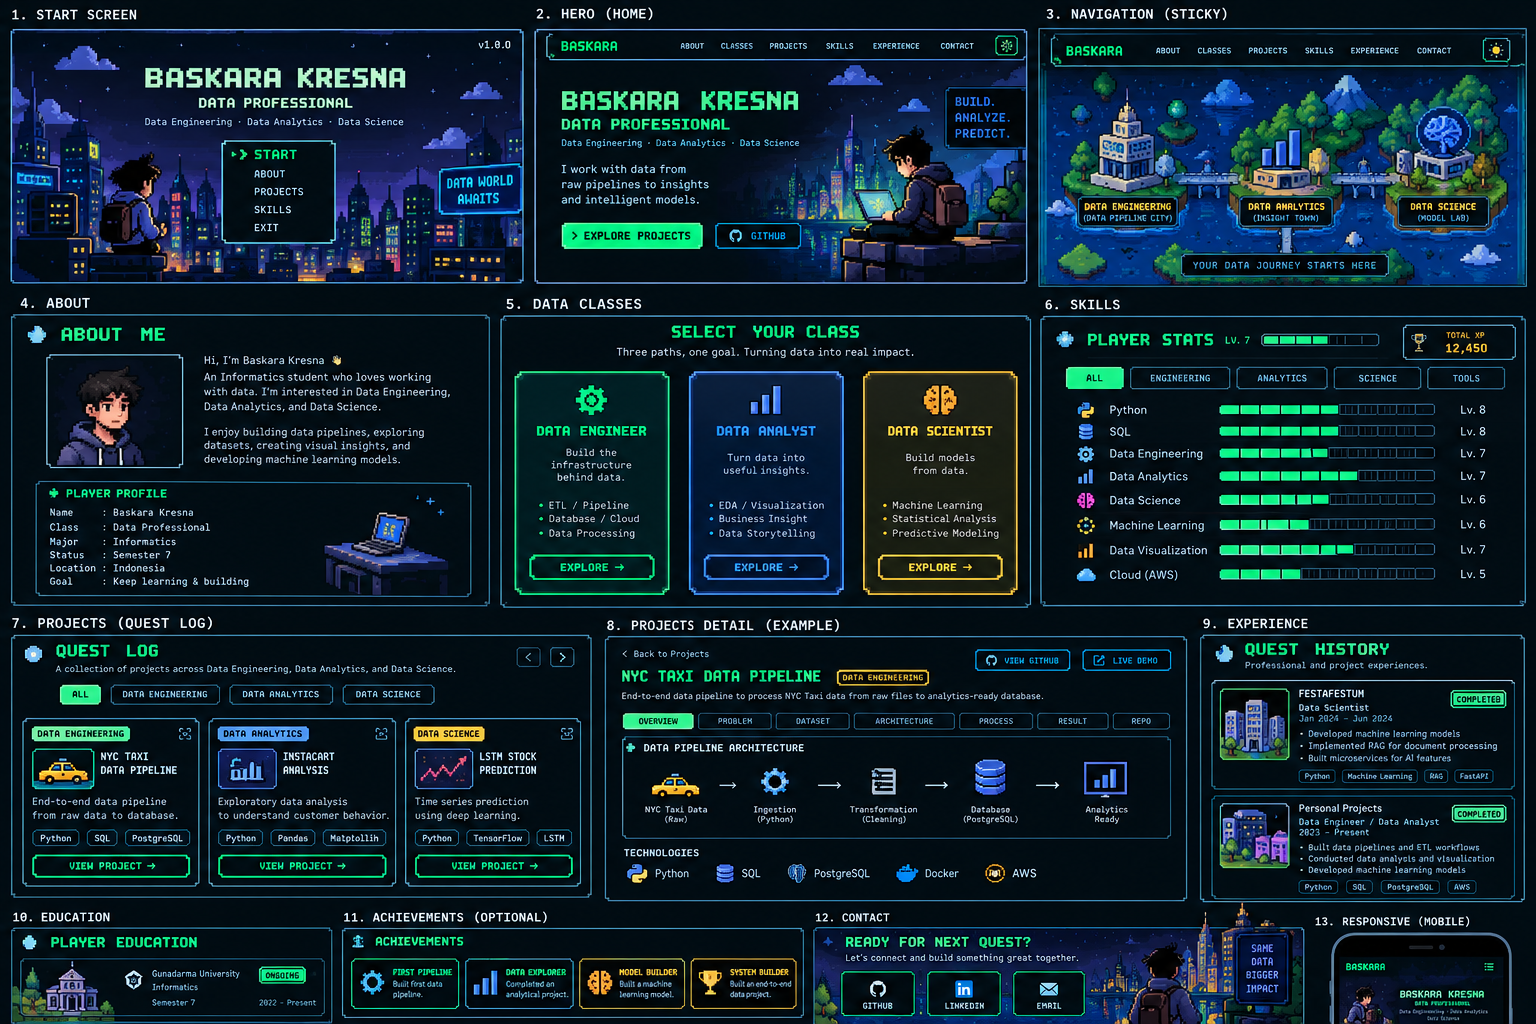 1. START SCREEN
v1.0.0
BASKARA KRESNA
DATA PROFESSIONAL
Data Engineering · Data Analytics · Data Science
START
ABOUT
PROJECTS
SKILLS
EXIT
DATA WORLD
AWAITS
2. HERO (HOME)
BASKARA
ABOUT
CLASSES
PROJECTS
SKILLS
EXPERIENCE
CONTACT
BASKARA KRESNA
DATA PROFESSIONAL
Data Engineering · Data Analytics · Data Science
I work with data from
raw pipelines to insights
and intelligent models.
> EXPLORE PROJECTS
GITHUB
BUILD.
ANALYZE.
PREDICT.
3. NAVIGATION (STICKY)
BASKARA
ABOUT
CLASSES
PROJECTS
SKILLS
EXPERIENCE
CONTACT
DATA ENGINEERING
(DATA PIPELINE CITY)
DATA ANALYTICS
(INSIGHT TOWN)
DATA SCIENCE
(MODEL LAB)
YOUR DATA JOURNEY STARTS HERE
4. ABOUT
ABOUT ME
Hi, I'm Baskara Kresna 👋
An Informatics student who loves working
with data. I'm interested in Data Engineering,
Data Analytics, and Data Science.
I enjoy building data pipelines, exploring
datasets, creating visual insights, and
developing machine learning models.
PLAYER PROFILE
Name : Baskara Kresna
Class : Data Professional
Major : Informatics
Status : Semester 7
Location : Indonesia
Goal : Keep learning & building
5. DATA CLASSES
SELECT YOUR CLASS
Three paths, one goal. Turning data into real impact.
DATA ENGINEER
Build the
infrastructure
behind data.
• ETL / Pipeline
• Database / Cloud
• Data Processing
EXPLORE →
DATA ANALYST
Turn data into
useful insights.
• EDA / Visualization
• Business Insight
• Data Storytelling
EXPLORE →
DATA SCIENTIST
Build models
from data.
• Machine Learning
• Statistical Analysis
• Predictive Modeling
EXPLORE →
6. SKILLS
PLAYER STATS
LV. 7
TOTAL XP
12,450
ALL
ENGINEERING
ANALYTICS
SCIENCE
TOOLS
Python Lv. 8
SQL Lv. 8
Data Engineering Lv. 7
Data Analytics Lv. 7
Data Science Lv. 6
Machine Learning Lv. 6
Data Visualization Lv. 7
Cloud (AWS) Lv. 5
7. PROJECTS (QUEST LOG)
QUEST LOG
A collection of projects across Data Engineering, Data Analytics, and Data Science.
ALL
DATA ENGINEERING
DATA ANALYTICS
DATA SCIENCE
DATA ENGINEERING
NYC TAXI
DATA PIPELINE
End-to-end data pipeline
from raw data to database.
Python
SQL
PostgreSQL
VIEW PROJECT →
DATA ANALYTICS
INSTACART
ANALYSIS
Exploratory data analysis
to understand customer behavior.
Python
Pandas
Matptollih
VIEW PROJECT →
DATA SCIENCE
LSTM STOCK
PREDICTION
Time series prediction
using deep learning.
Python
TensorFlow
LSTM
VIEW PROJECT →
8. PROJECTS DETAIL (EXAMPLE)
< Back to Projects
VIEW GITHUB
LIVE DEMO
NYC TAXI DATA PIPELINE
DATA ENGINEERING
End-to-end data pipeline to process NYC Taxi data from raw files to analytics-ready database.
OVERVIEW
PROBLEM
DATASET
ARCHITECTURE
PROCESS
RESULT
REPO
DATA PIPELINE ARCHITECTURE
NYC Taxi Data
(Raw)
Ingestion
(Python)
Transformation
(Cleaning)
Database
(PostgreSQL)
Analytics
Ready
TECHNOLOGIES
Python
SQL
PostgreSQL
Docker
AWS
9. EXPERIENCE
QUEST HISTORY
Professional and project experiences.
FESTAFESTUM
COMPLETED
Data Scientist
Jan 2024 - Jun 2024
• Developed machine learning models
• Implemented RAG for document processing
• Built microservices for AI features
Python
Machine Learning
RAG
FastAPI
Personal Projects
COMPLETED
Data Engineer / Data Analyst
2023 - Present
• Built data pipelines and ETL workflows
• Conducted data analysis and visualization
• Developed machine learning models
Python
SQL
PostgreSQL
AWS
10. EDUCATION
PLAYER EDUCATION
Gunadarma University
Informatics
Semester 7
ONGOING
2022 - Present
11. ACHIEVEMENTS (OPTIONAL)
ACHIEVEMENTS
FIRST PIPELINE
Built first data
pipeline.
DATA EXPLORER
Completed an
analytical project.
MODEL BUILDER
Built a machine
learning model.
SYSTEM BUILDER
Built an end-to-end
data project.
12. CONTACT
READY FOR NEXT QUEST?
Let's connect and build something great together.
GITHUB
LINKEDIN
EMAIL
SAME
DATA
BIGGER
IMPACT
13. RESPONSIVE (MOBILE)
BASKARA
BASKARA KRESNA
DATA PROFESSIONAL
Data Engineering · Data Analytics
Data Science